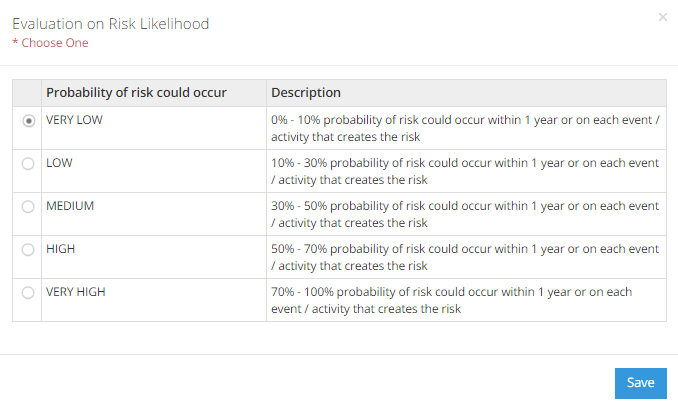 Evaluation on Risk Likelihood
* Choose One
Probability of risk could occur
Description
VERY LOW
0% - 10% probability of risk could occur within 1 year or on each event /
activity that creates the risk
LOW
10% - 30% probability of risk could occur within 1 year or on each event
/ activity that creates the risk
MEDIUM
30% - 50% probability of risk could occur within 1 year or on each event
/ activity that creates the risk
HIGH
50% - 70% probability of risk could occur within 1 year or on each event
/ activity that creates the risk
VERY HIGH
70% - 100% probability of risk could occur within 1 year or on each
event / activity that creates the risk
Save